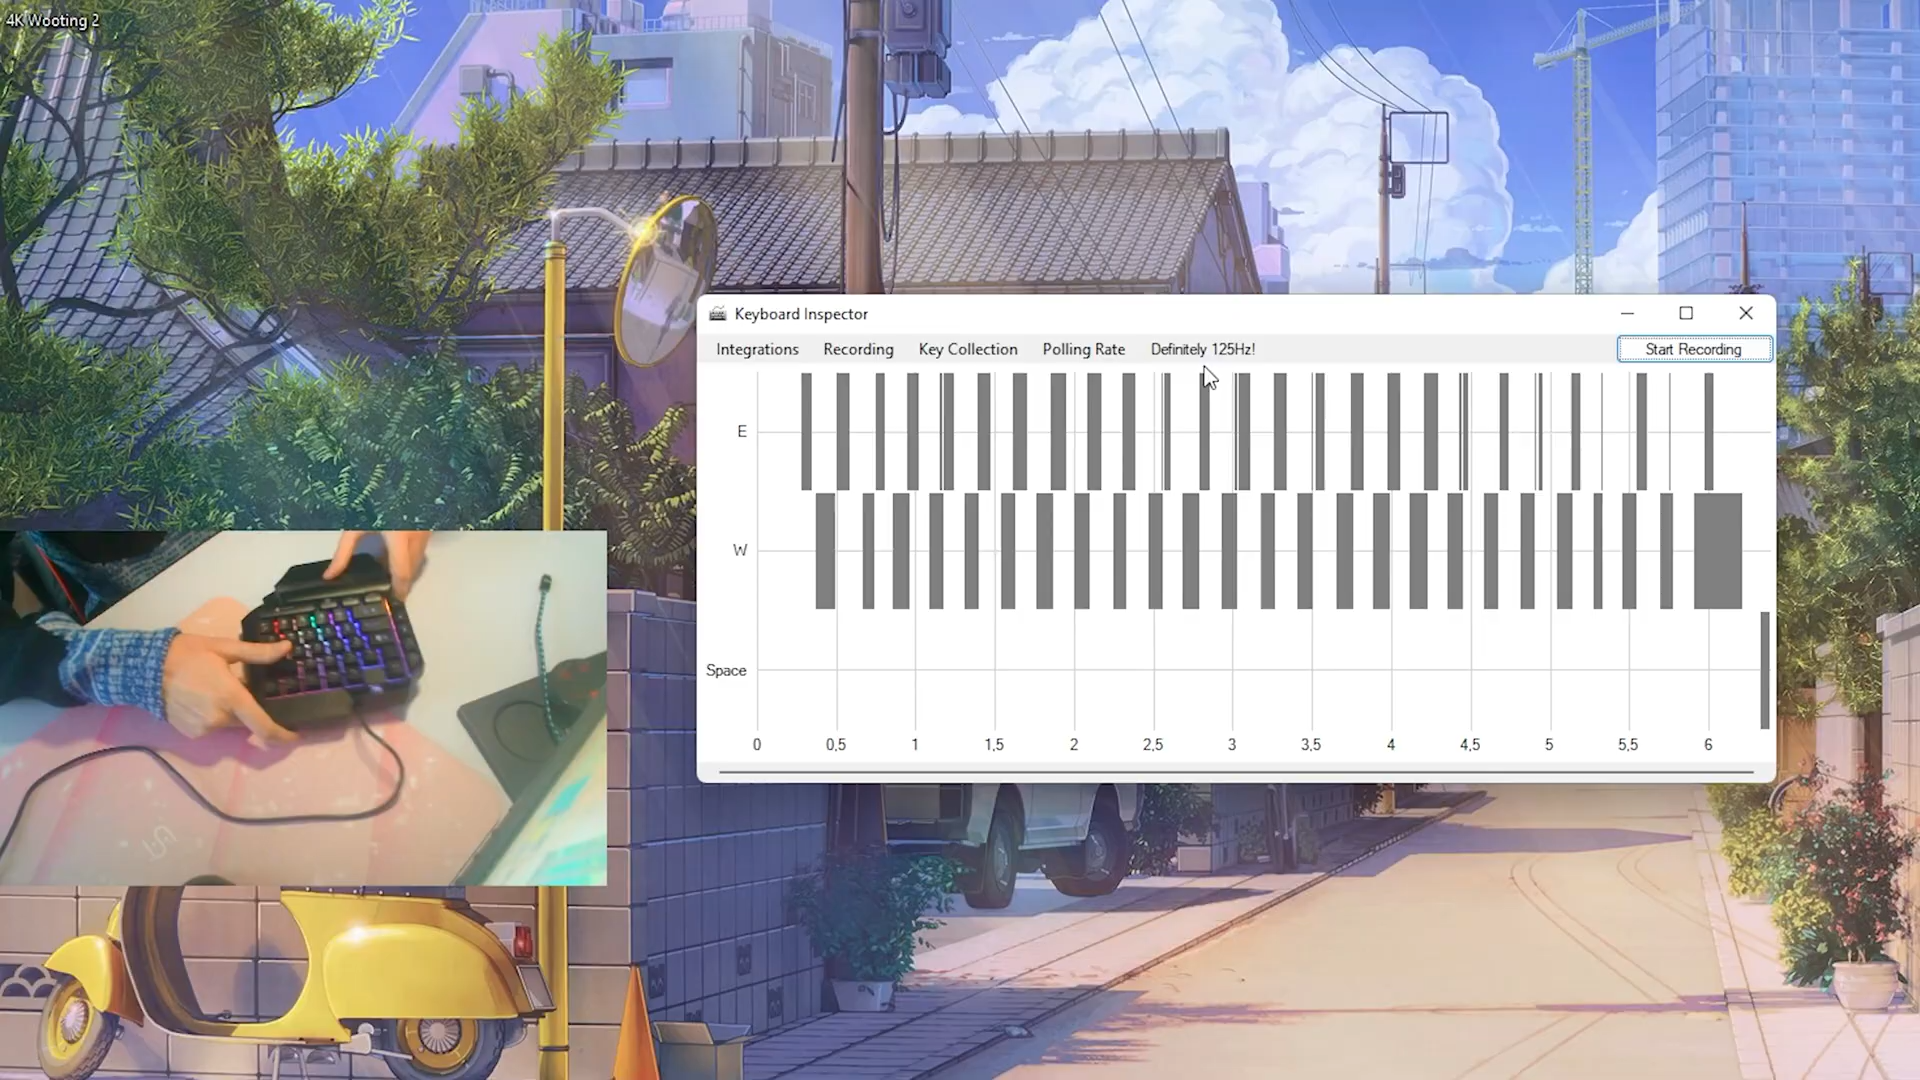 4K Wooting 2
Keyboard Inspector
Integrations Recording Key Collection Polling Rate Definitely 125Hz! Start Recording
E
W
Space
0 0,5 1 1,5 2 2,5 3 3,5 4 4,5 5 5,5 6